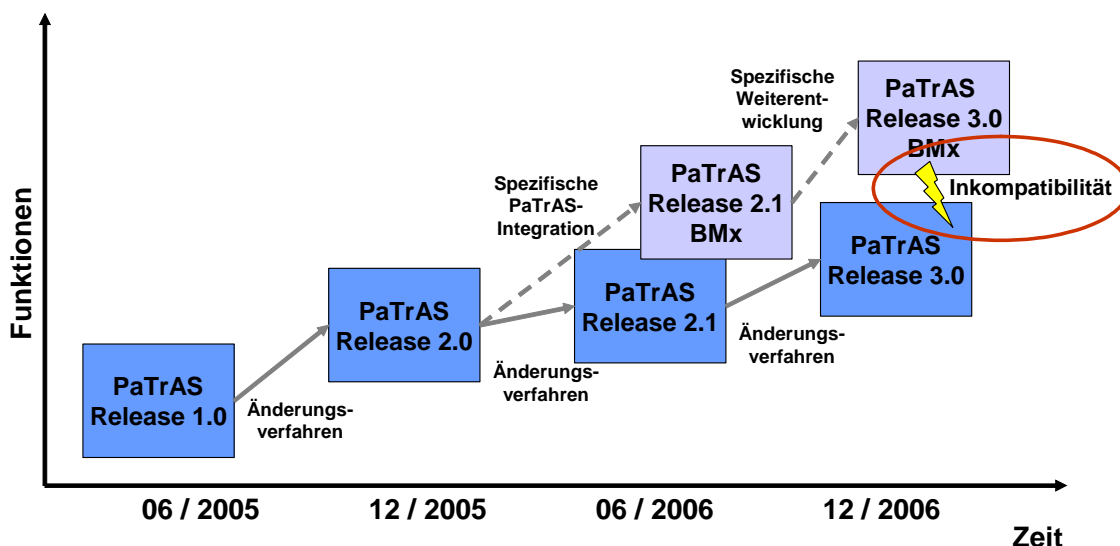 Funktionen
Spezifische
Weiterent-
wicklung
PaTrAS
Release 3.0
BMx
Inkompatibilität
Spezifische
PaTrAS-
Integration
PaTrAS
Release 2.1
BMx
PaTrAS
Release 3.0
PaTrAS
Release 2.0
PaTrAS
Release 2.1
Änderungs-
verfahren
Änderungs-
verfahren
PaTrAS
Release 1.0
Änderungs-
verfahren
06 / 2005
12 / 2005
06 / 2006
12 / 2006
Zeit